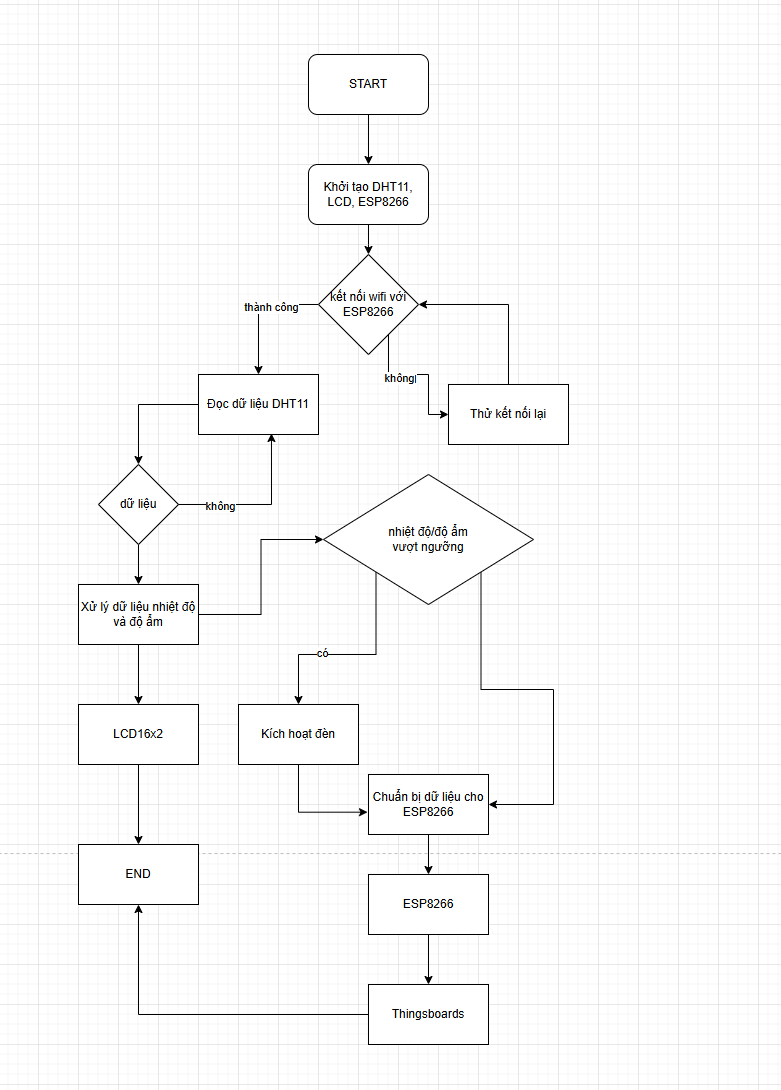 START
Khởi tạo DHT11,
LCD, ESP8266
kết nối wifi với
ESP8266
thành công
không
Đọc dữ liệu DHT11
Thử kết nối lại
dữ liệu
không
nhiệt độ/độ ẩm
vượt ngưỡng
Xử lý dữ liệu nhiệt độ
và độ ẩm
có
LCD16x2
Kích hoạt đèn
Chuẩn bị dữ liệu cho
ESP8266
END
ESP8266
Thingsboards